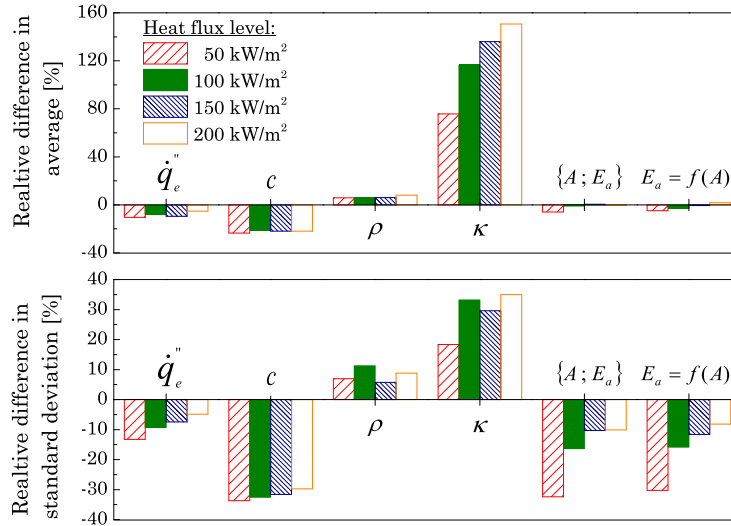 Realtive difference in
average [%]
160
120
80
40
0
-40
Heat flux level:
50 kW/m²
100 kW/m²
150 kW/m²
200 kW/m²
q̇ₑ"
c
ρ
κ
{A ; Eₐ}
Eₐ = f(A)
Realtive difference in
standard deviation [%]
40
30
20
10
0
-10
-20
-30
-40
q̇ₑ"
c
ρ
κ
{A ; Eₐ}
Eₐ = f(A)